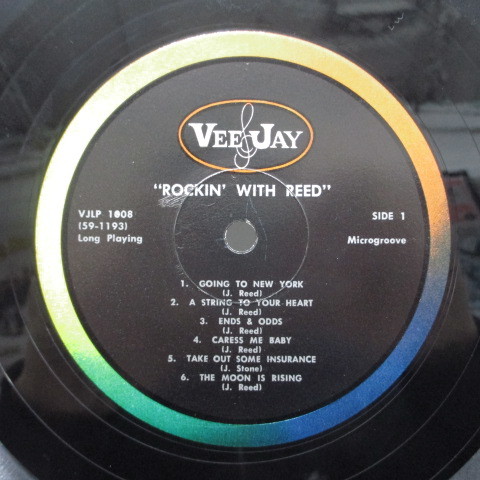 VEE JAY
"ROCKIN' WITH REED"
VJLP 1008
(59-1193)
Long Playing
SIDE 1
Microgroove
1. GOING TO NEW YORK
(J. Reed)
2. A STRING TO YOUR HEART
(J. Reed)
3. ENDS & ODDS
(J. Reed)
4. CARESS ME BABY
(J. Reed)
5. TAKE OUT SOME INSURANCE
(J. Stone)
6. THE MOON IS RISING
(J. Reed)